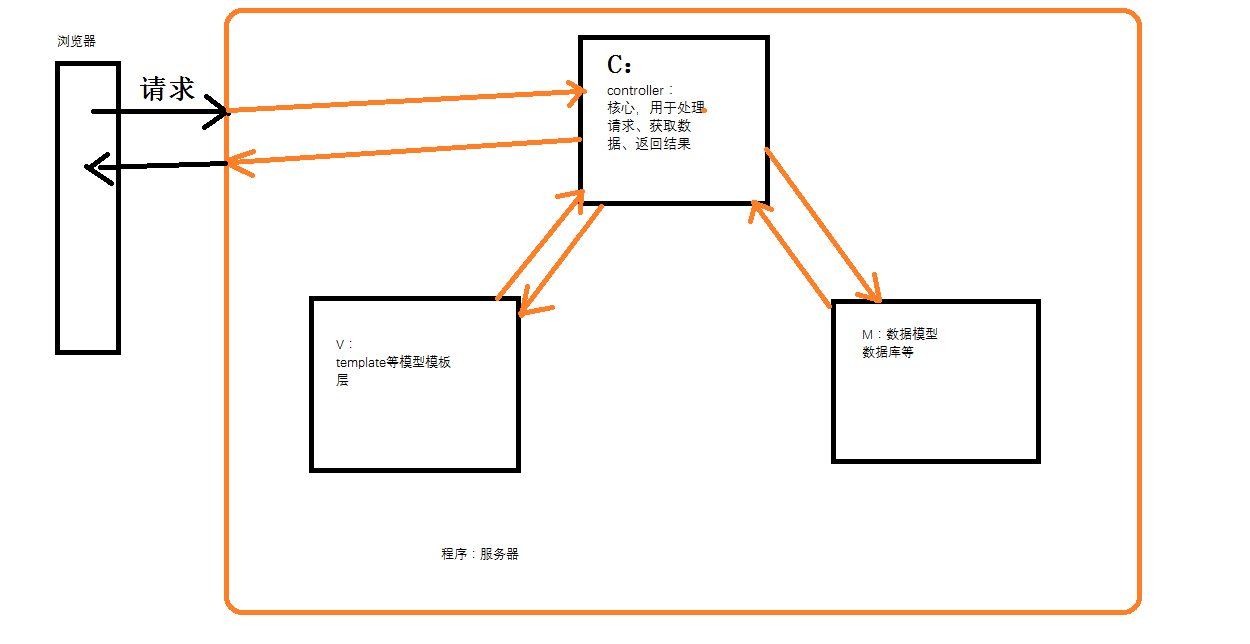 浏览器
请求
C：
controller：
核心，用于处理
请求、获取数
据、返回结果
V：
template等模型模板
层
M：数据模型
数据库等
程序：服务器